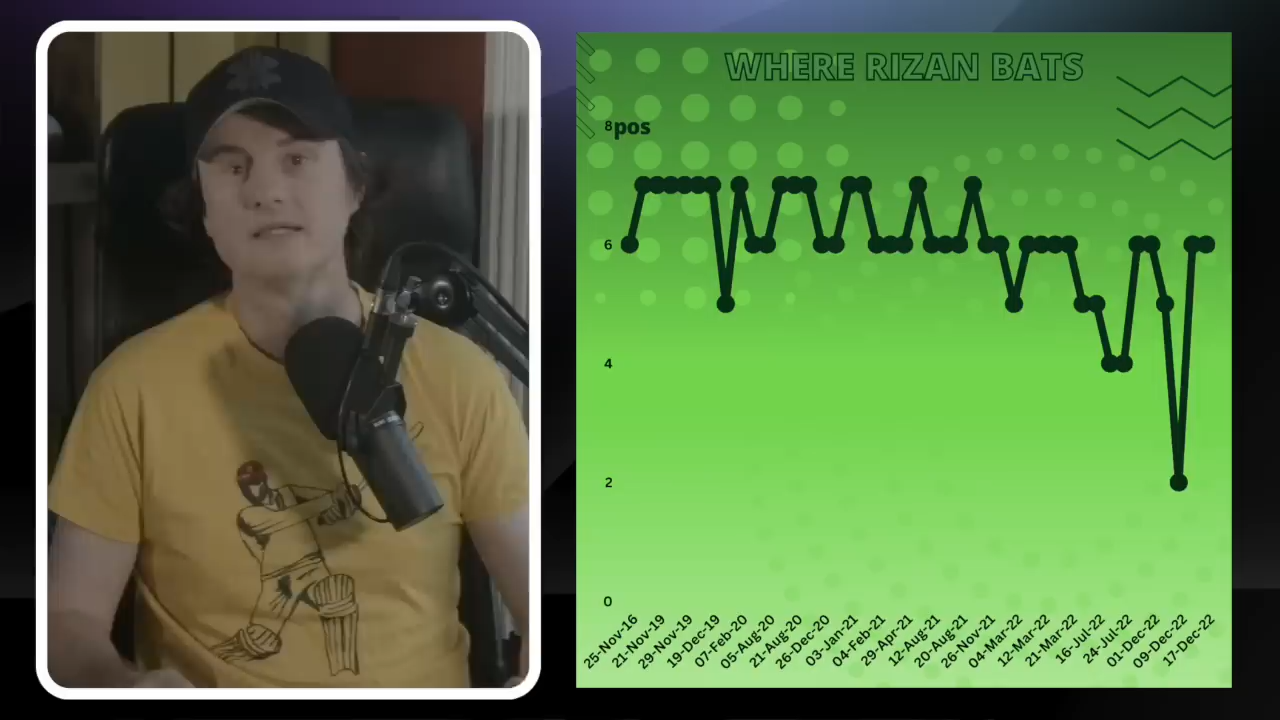 WHERE RIZAN BATS
8pos
6
4
2
0
25-Nov-16
21-Nov-19
29-Nov-19
19-Dec-19
07-Feb-20
05-Aug-20
21-Aug-20
26-Dec-20
03-Jan-21
04-Feb-21
29-Apr-21
12-Aug-21
20-Aug-21
26-Nov-21
04-Mar-22
12-Mar-22
21-Mar-22
16-Jul-22
24-Jul-22
01-Dec-22
09-Dec-22
17-Dec-22